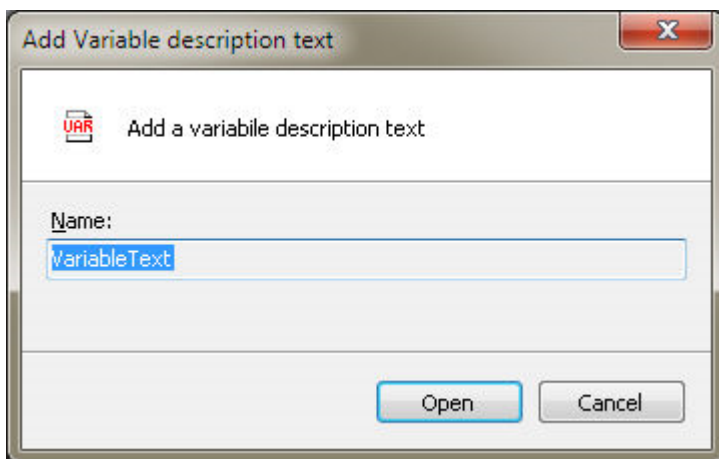 Add Variable description text
VAR
Add a variabile description text
Name:
VariableText
Open
Cancel